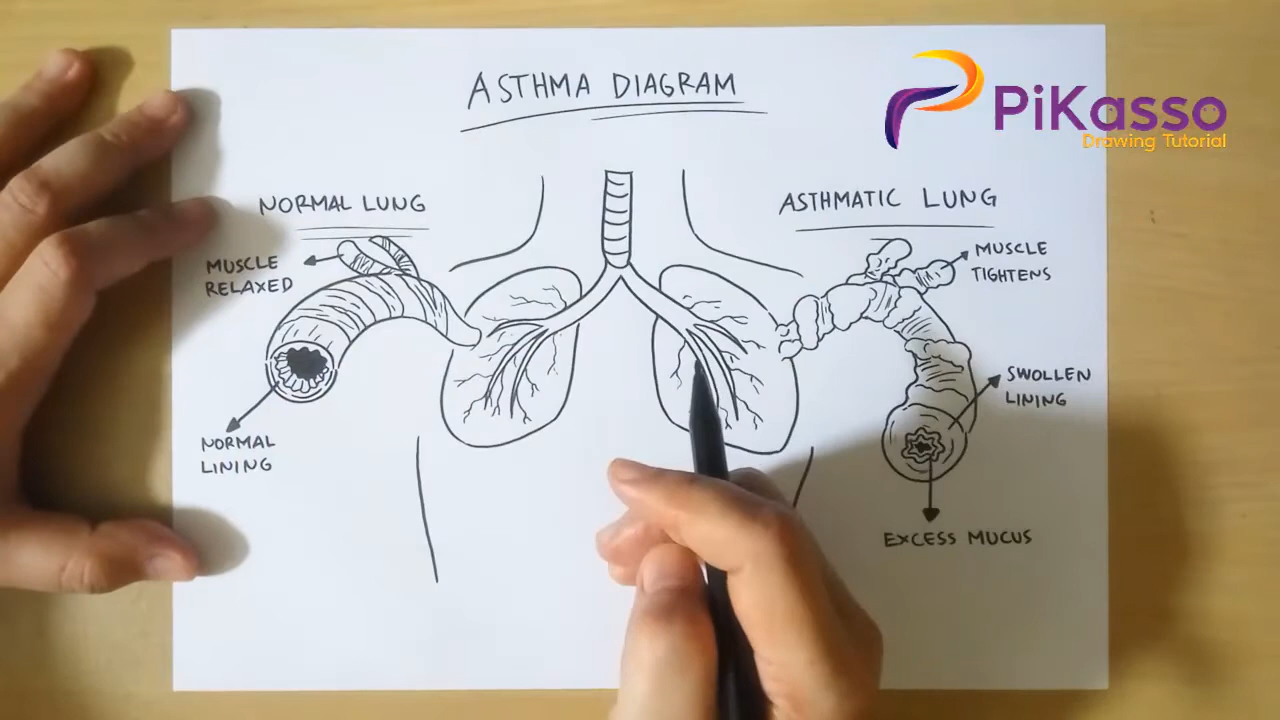 ASTHMA DIAGRAM
PiKasso
Drawing Tutorial
NORMAL LUNG
ASTHMATIC LUNG
MUSCLE
RELAXED
MUSCLE
TIGHTENS
NORMAL
LINING
SWOLLEN
LINING
EXCESS MUCUS